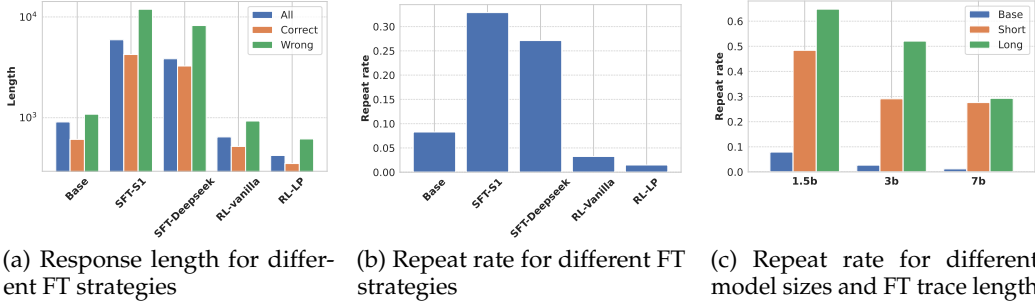 10⁴
10³
Length
All
Correct
Wrong
Base
SFT-S1
SFT-Deepseek
RL-vanilla
RL-LP
(a) Response length for differ-
ent FT strategies
0.30
0.25
0.20
0.15
0.10
0.05
0.00
Repeat rate
Base
SFT-S1
SFT-Deepseek
RL-Vanilla
RL-LP
(b) Repeat rate for different FT
strategies
0.6
0.5
0.4
0.3
0.2
0.1
0.0
Repeat rate
Base
Short
Long
1.5b
3b
7b
(c) Repeat rate for different
model sizes and FT trace length